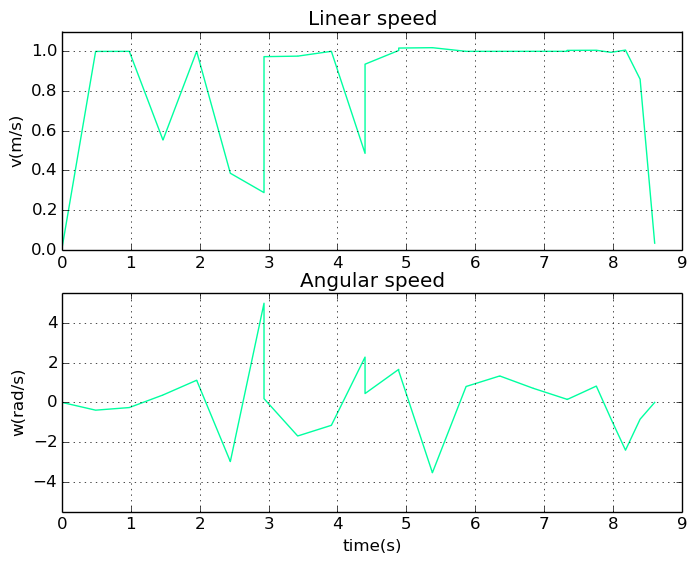 Linear speed
v(m/s)
1.0
0.8
0.6
0.4
0.2
0.0
0 1 2 3 4 5 6 7 8 9
Angular speed
w(rad/s)
4
2
0
−2
−4
0 1 2 3 4 5 6 7 8 9
time(s)